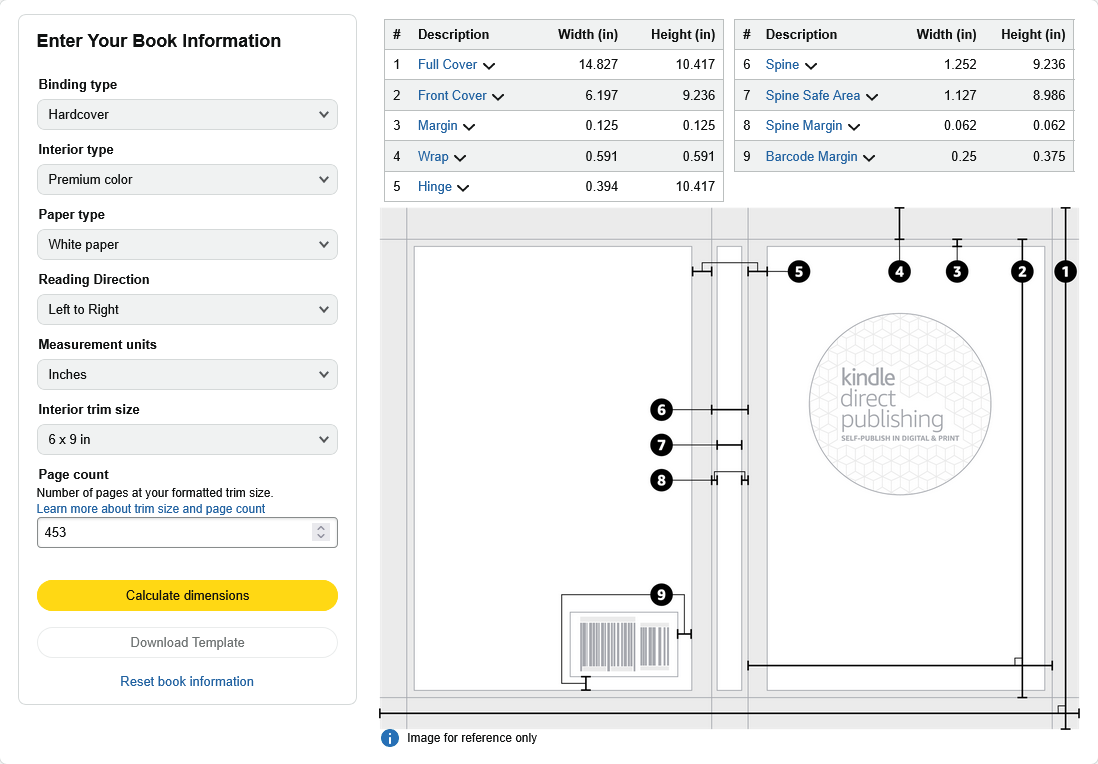 Enter Your Book Information
Binding type
Hardcover
Interior type
Premium color
Paper type
White paper
Reading Direction
Left to Right
Measurement units
Inches
Interior trim size
6 x 9 in
Page count
Number of pages at your formatted trim size.
Learn more about trim size and page count
453
Calculate dimensions
Download Template
Reset book information
# Description Width (in) Height (in)
1 Full Cover 14.827 10.417
2 Front Cover 6.197 9.236
3 Margin 0.125 0.125
4 Wrap 0.591 0.591
5 Hinge 0.394 10.417
# Description Width (in) Height (in)
6 Spine 1.252 9.236
7 Spine Safe Area 1.127 8.986
8 Spine Margin 0.062 0.062
9 Barcode Margin 0.25 0.375
5 4 3 2 1
kindle
direct
publishing
SELF-PUBLISH IN DIGITAL & PRINT
6
7
8
9
i Image for reference only